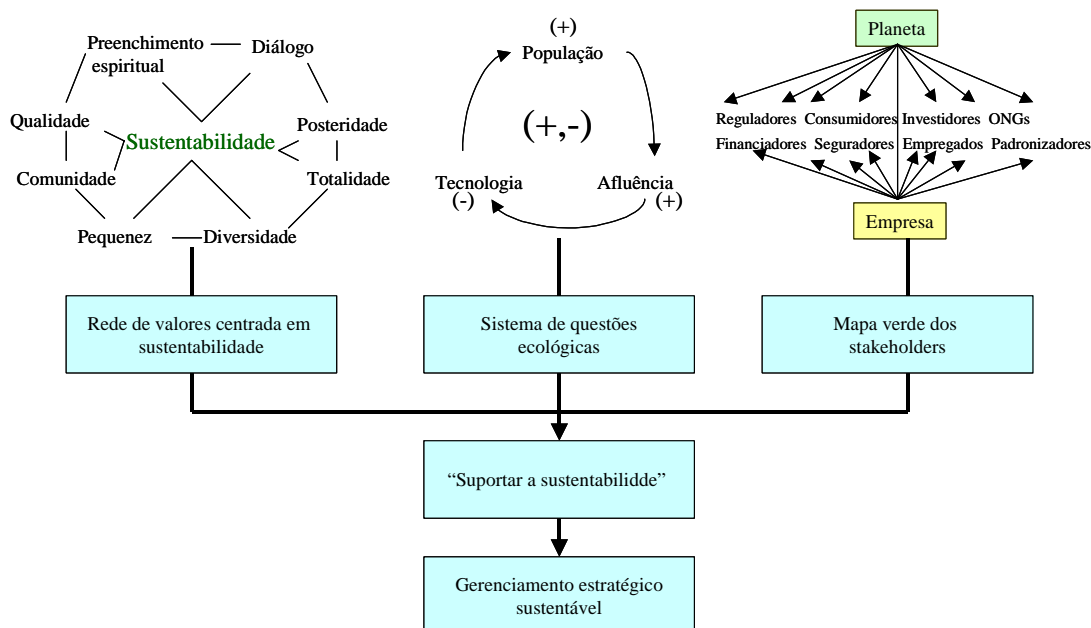 Preenchimento
espiritual
Diálogo
Qualidade
Sustentabilidade
Posteridade
Comunidade
Totalidade
Pequenez
Diversidade
(+)
População
(+,-)
Tecnologia
(-)
Afluência
(+)
Planeta
Reguladores Consumidores Investidores ONGs
Financiadores Seguradores Empregados Padronizadores
Empresa
Rede de valores centrada em
sustentabilidade
Sistema de questões
ecológicas
Mapa verde dos
stakeholders
“Suportar a sustentabilidde”
Gerenciamento estratégico
sustentável